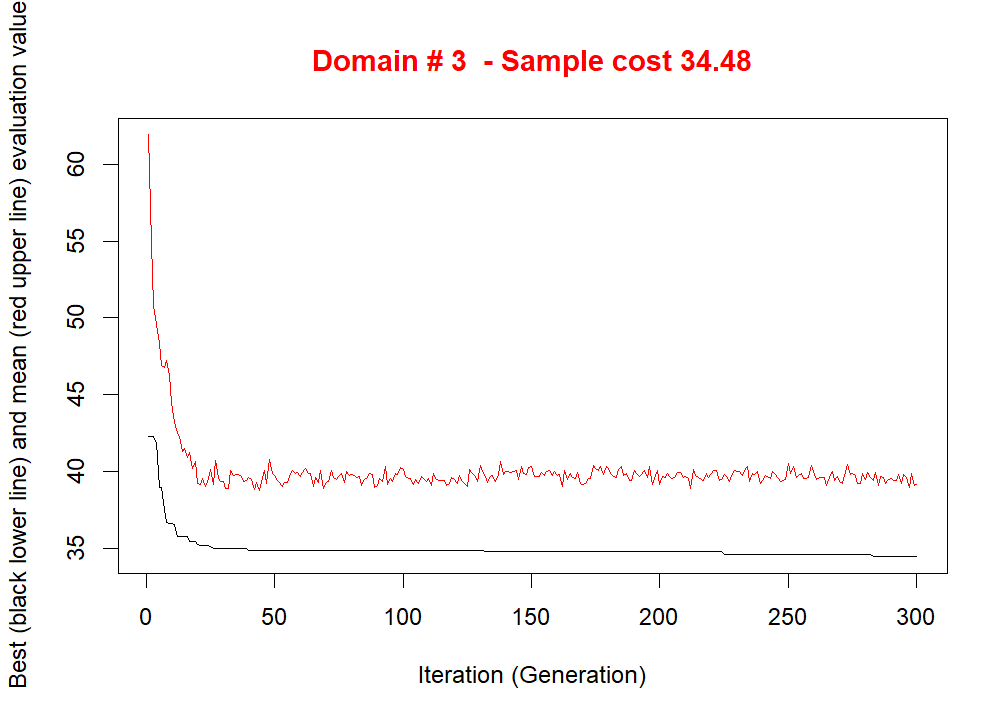 Domain # 3  - Sample cost 34.48
Best (black lower line) and mean (red upper line) evaluation value
60
55
50
45
40
35
0 50 100 150 200 250 300
Iteration (Generation)